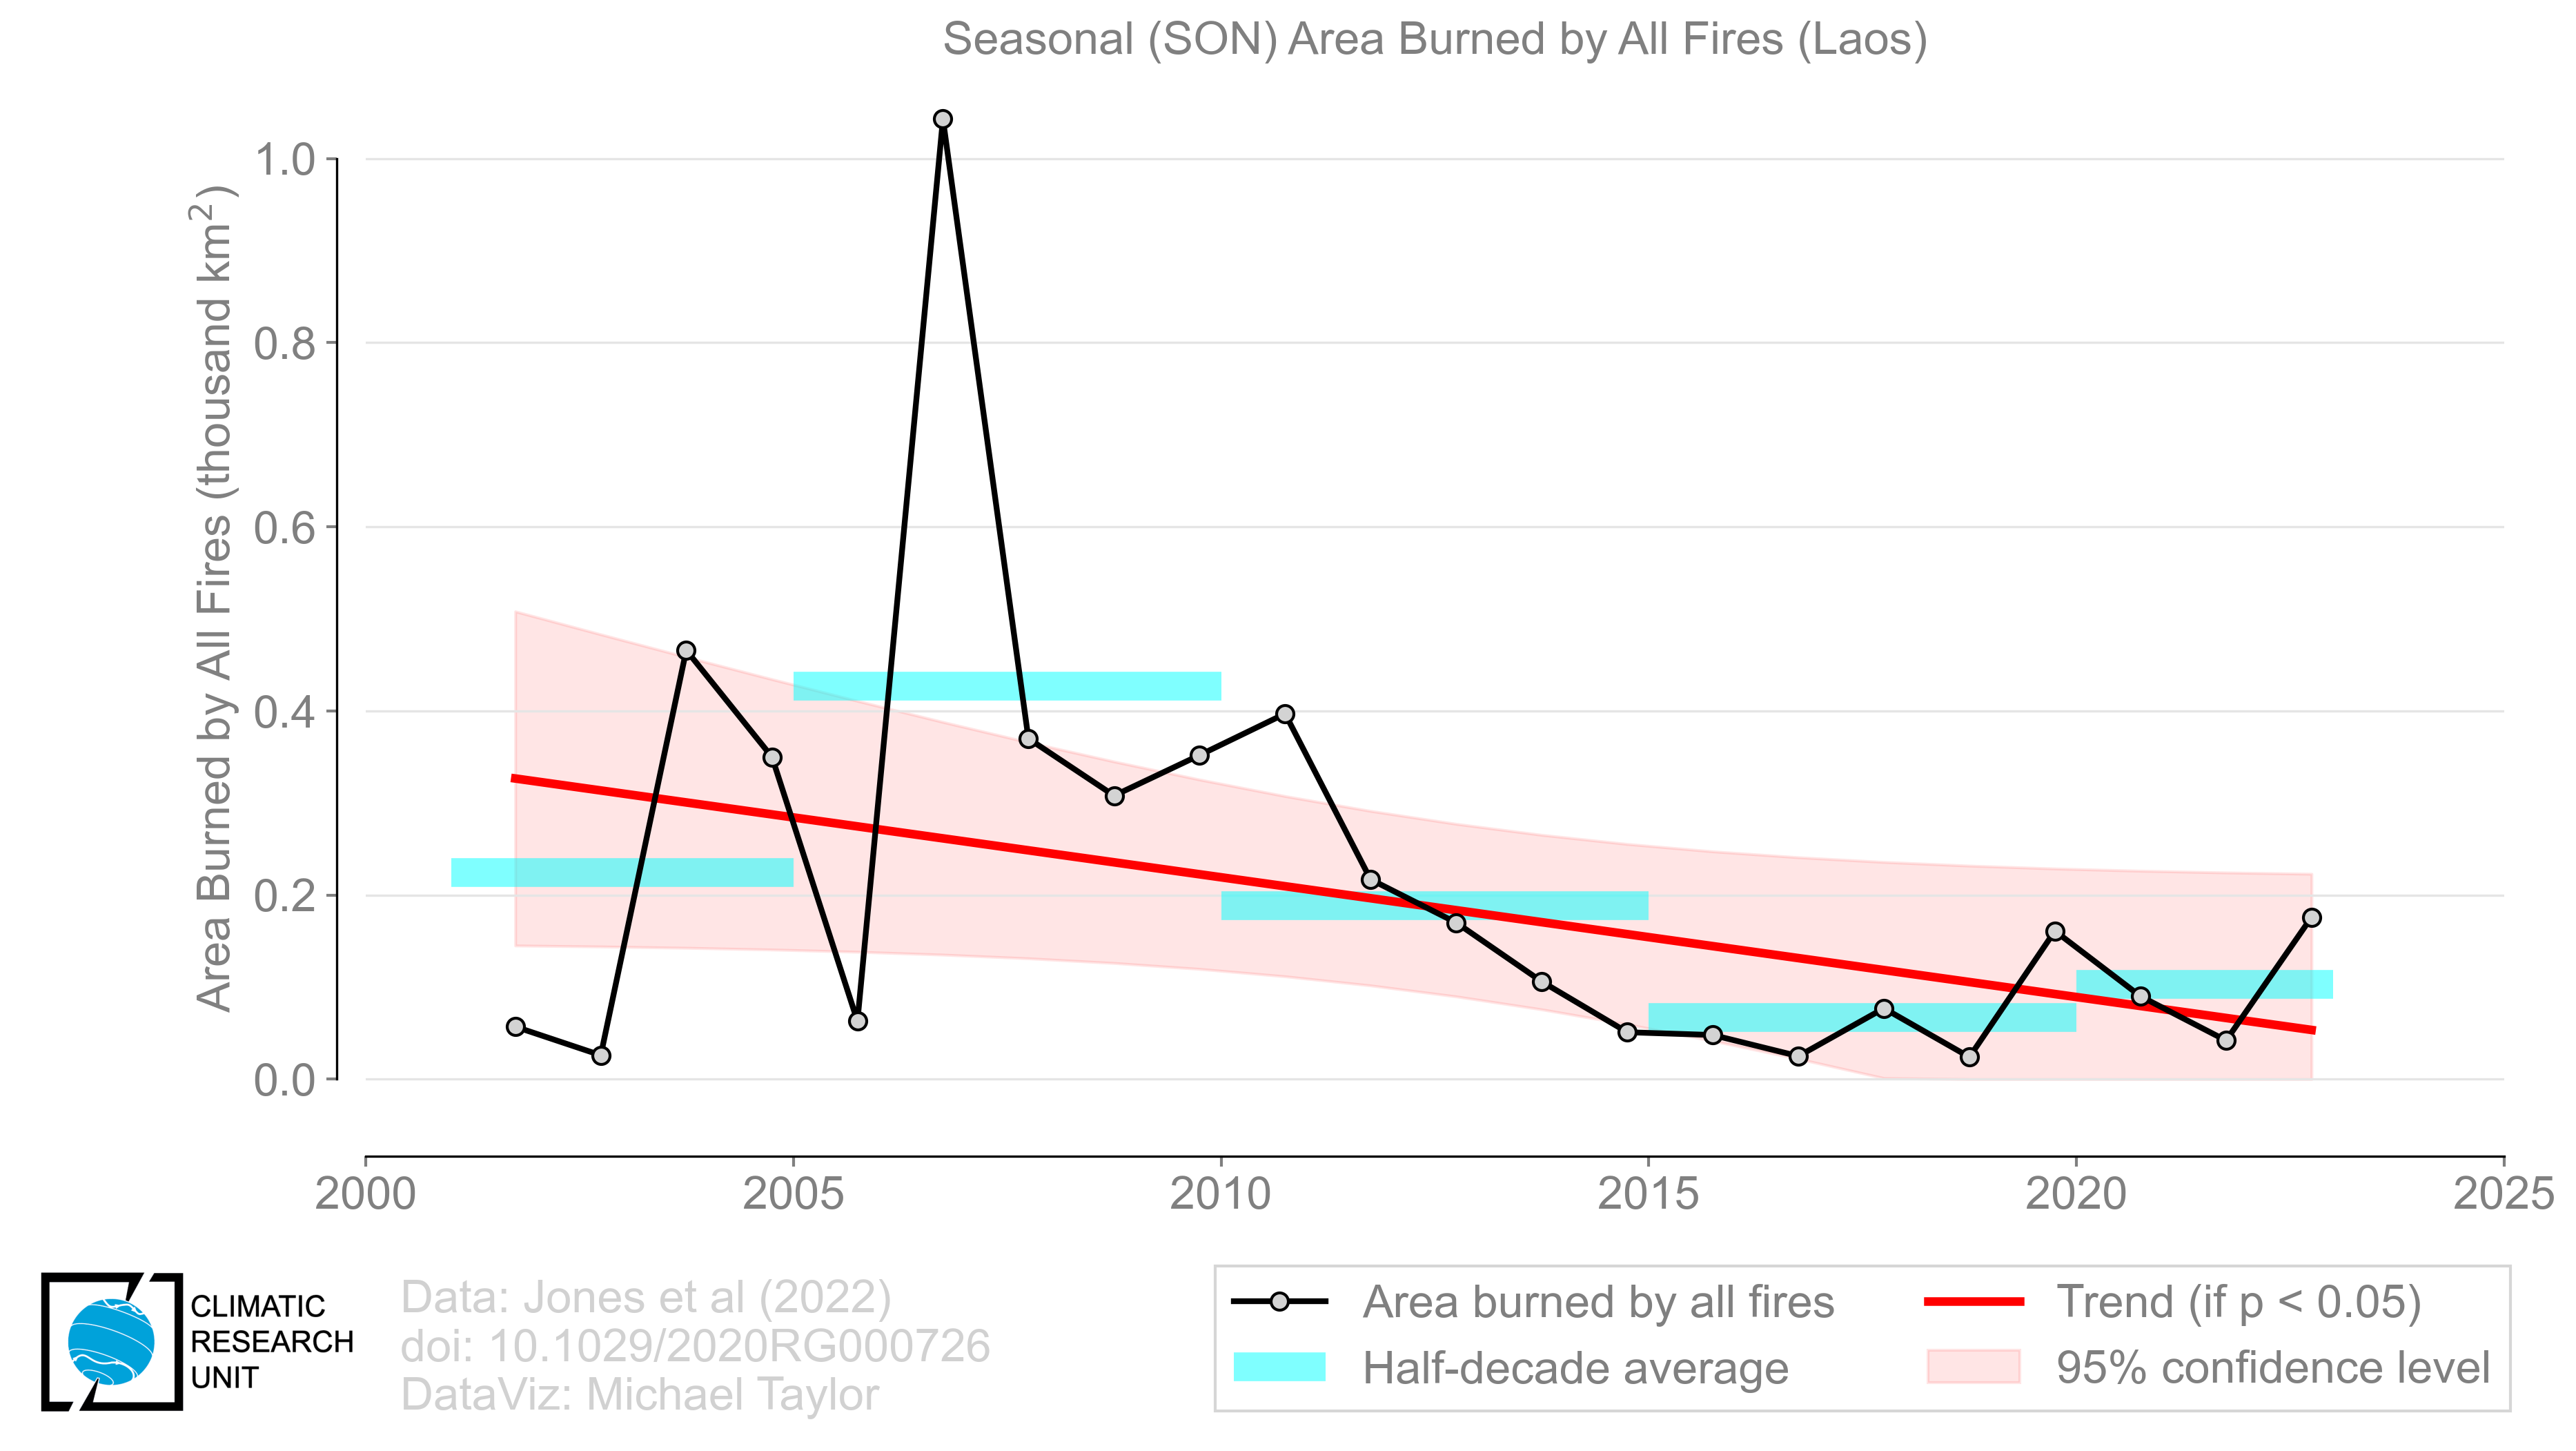 Seasonal (SON) Area Burned by All Fires (Laos)
Area Burned by All Fires (thousand km²)
1.0
0.8
0.6
0.4
0.2
0.0
2000 2005 2010 2015 2020 2025
CLIMATIC
RESEARCH
UNIT
Data: Jones et al (2022)
doi: 10.1029/2020RG000726
DataViz: Michael Taylor
Area burned by all fires
Half-decade average
Trend (if p < 0.05)
95% confidence level